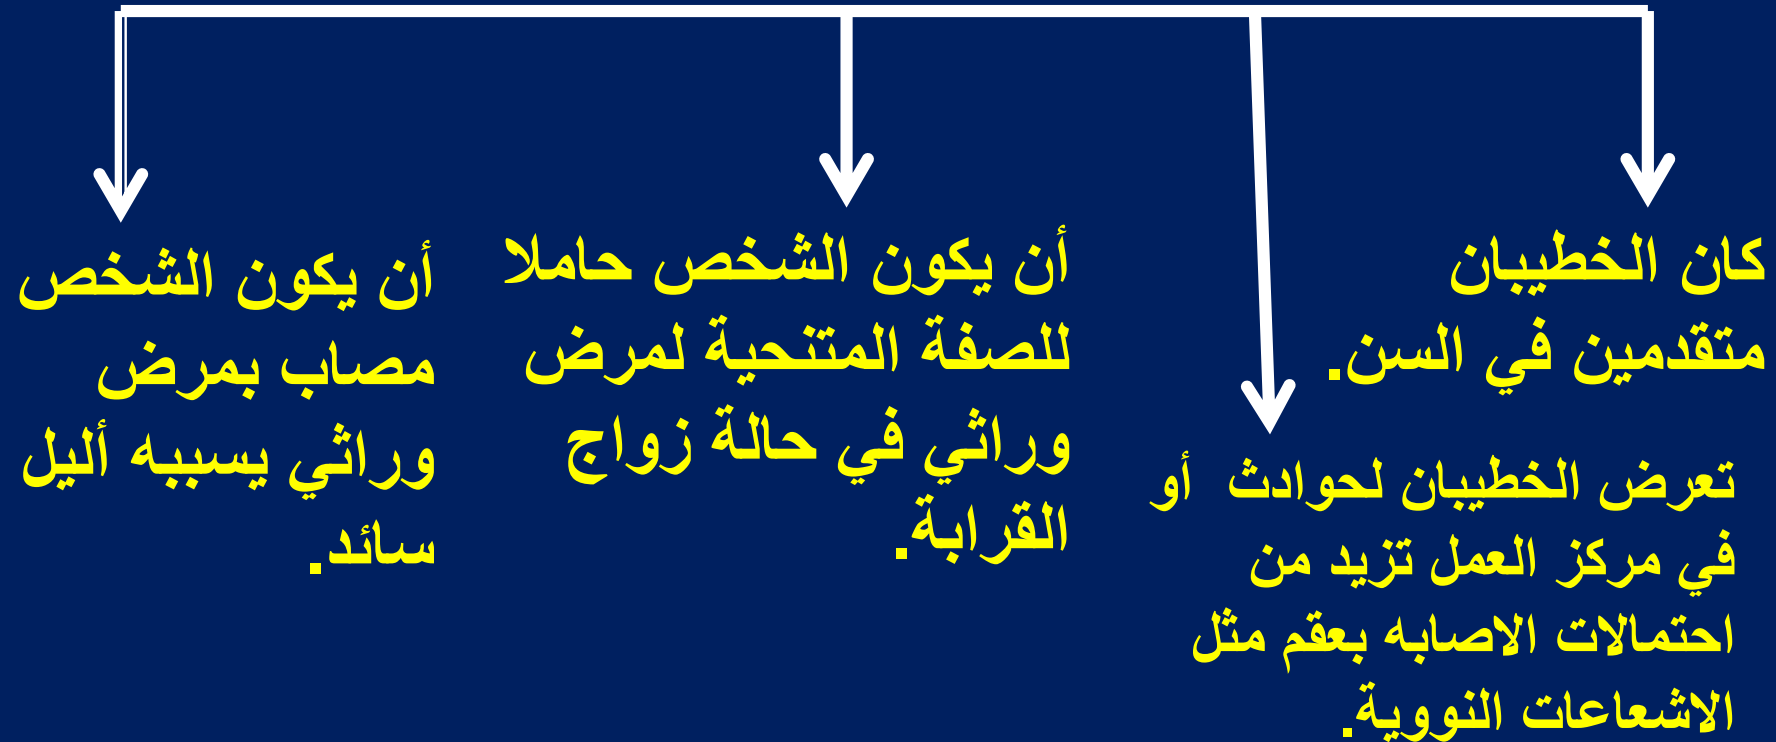 كان الخطيبان
متقدمين في السن.
تعرض الخطيبان لحوادث أو
في مركز العمل تزيد من
احتمالات الاصابه بعقم مثل
الاشعاعات النووية.
أن يكون الشخص حاملا
للصفة المتنحية لمرض
وراثي في حالة زواج
القرابة.
أن يكون الشخص
مصاب بمرض
وراثي يسببه أليل
سائد.